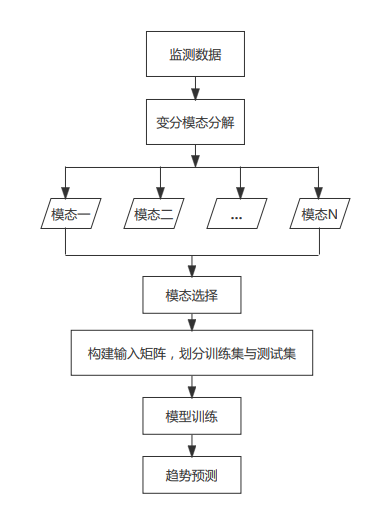 监测数据
变分模态分解
模态一
模态二
...
模态N
模态选择
构建输入矩阵，划分训练集与测试集
模型训练
趋势预测